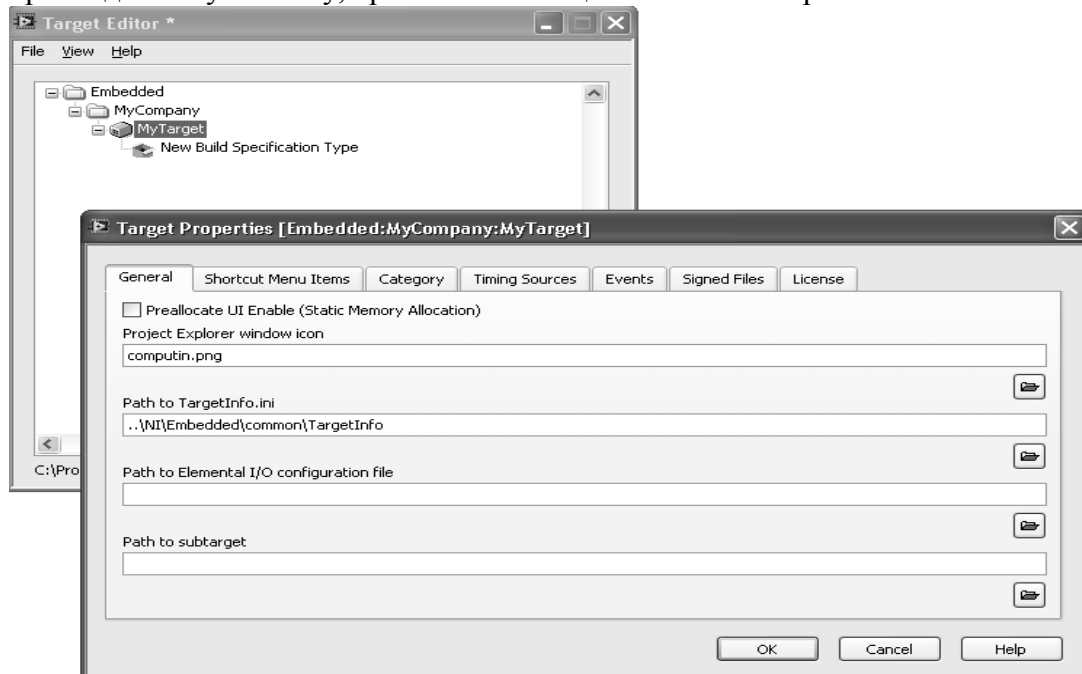 Target Editor *
File View Help
Embedded
MyCompany
MyTarget
New Build Specification Type
C:\Pro
Target Properties [Embedded:MyCompany:MyTarget]
General Shortcut Menu Items Category Timing Sources Events Signed Files License
Preallocate UI Enable (Static Memory Allocation)
Project Explorer window icon
computin.png
Path to TargetInfo.ini
..\NI\Embedded\common\TargetInfo
Path to Elemental I/O configuration file
Path to subtarget
OK Cancel Help